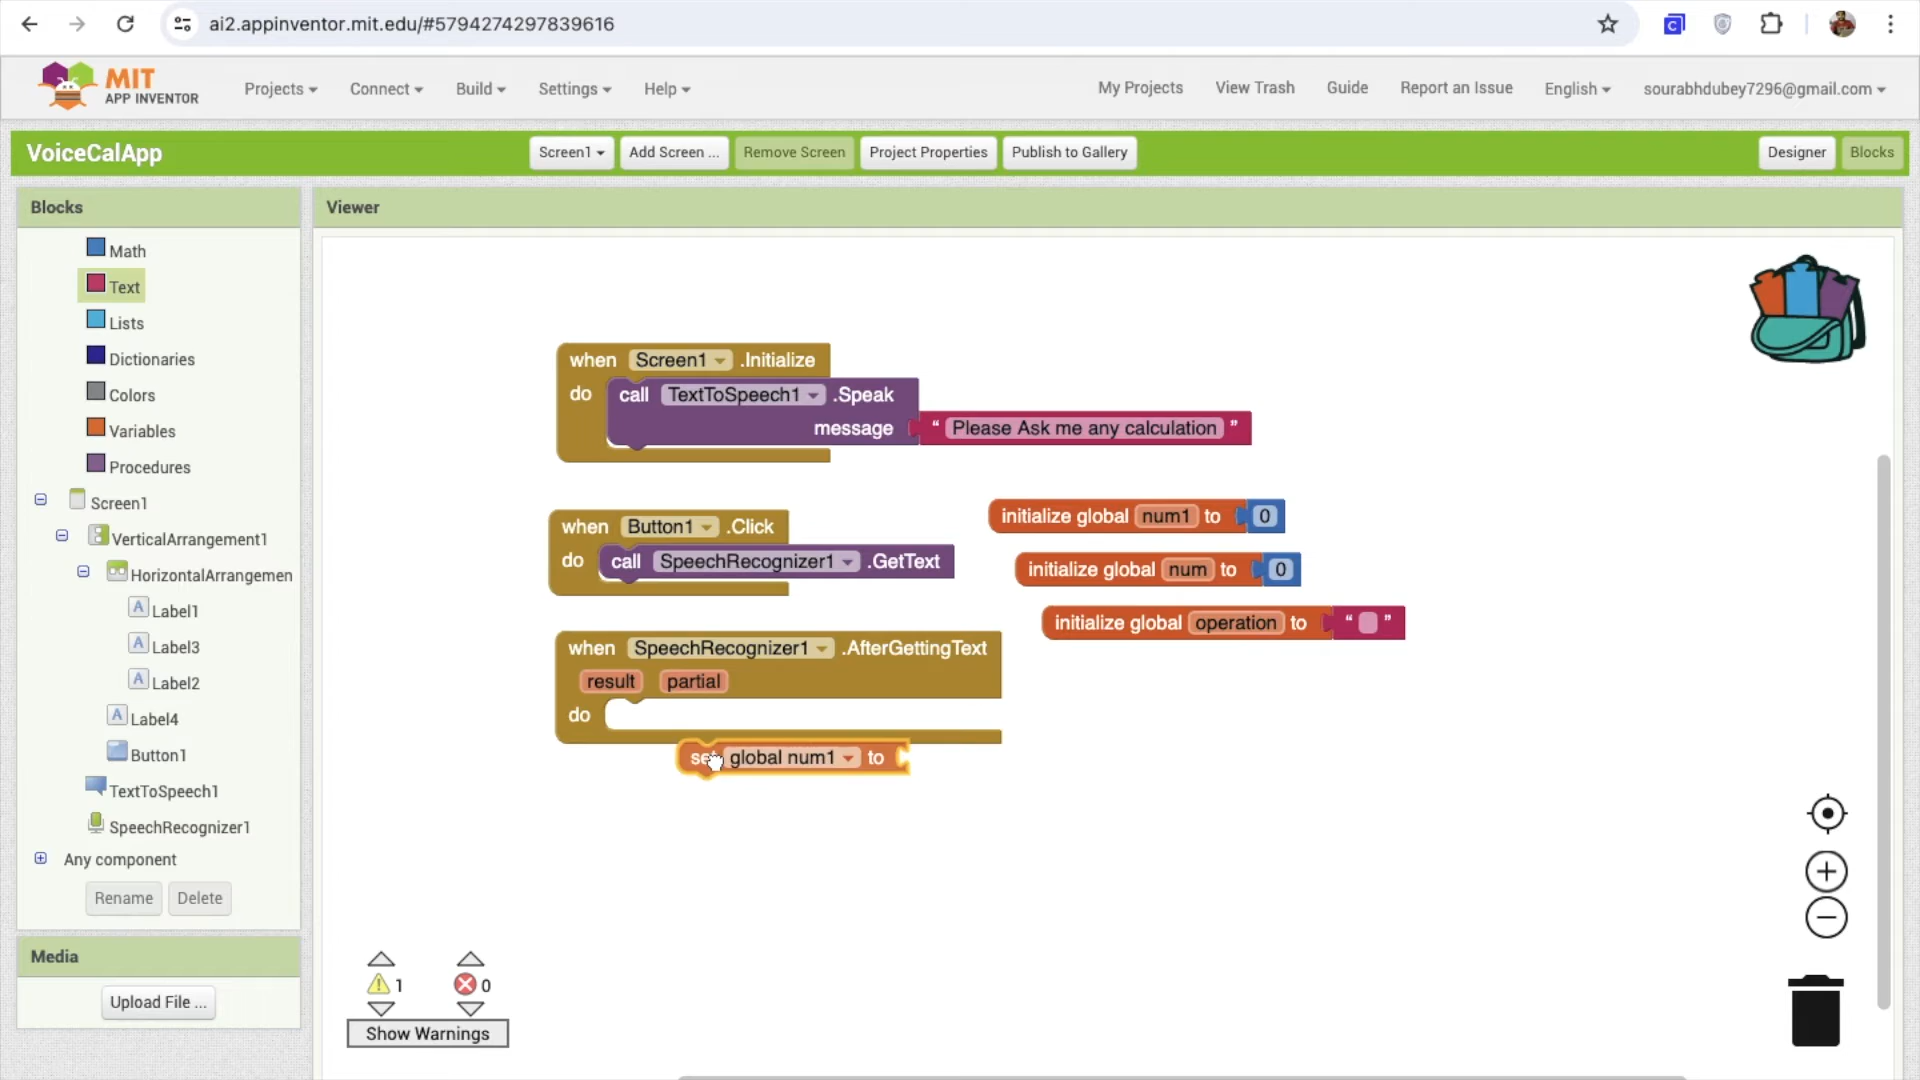 ai2.appinventor.mit.edu/#5794274297839616
MIT
APP INVENTOR
Projects Connect Build Settings Help My Projects View Trash Guide Report an Issue English sourabhdubey7296@gmail.com
VoiceCalApp Screen1 Add Screen ... Remove Screen Project Properties Publish to Gallery Designer Blocks
Blocks
Math
Text
Lists
Dictionaries
Colors
Variables
Procedures
Screen1
VerticalArrangement1
HorizontalArrangemen
A Label1
A Label3
A Label2
A Label4
Button1
TextToSpeech1
SpeechRecognizer1
Any component
Rename Delete
Media
Upload File ...
Viewer
when Screen1 .Initialize
do call TextToSpeech1 .Speak
message “ Please Ask me any calculation ”
when Button1 .Click
do call SpeechRecognizer1 .GetText
initialize global num1 to 0
initialize global num to 0
initialize global operation to “ ”
when SpeechRecognizer1 .AfterGettingText
result partial
do
set global num1 to
1 0
Show Warnings